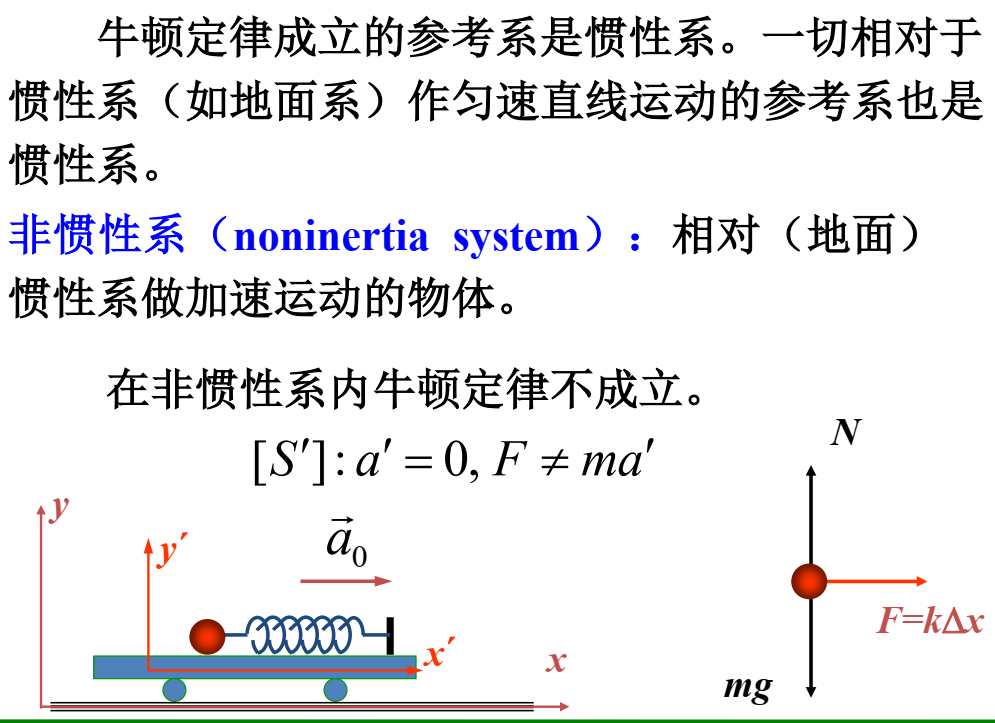 牛顿定律成立的参考系是惯性系。一切相对于
惯性系（如地面系）作匀速直线运动的参考系也是
惯性系。
非惯性系（noninertia system）：相对（地面）
惯性系做加速运动的物体。
在非惯性系内牛顿定律不成立。
[S′]: a′ = 0, F ≠ ma′
N
y
y′
a⃗₀
F=kΔx
x′
x
mg